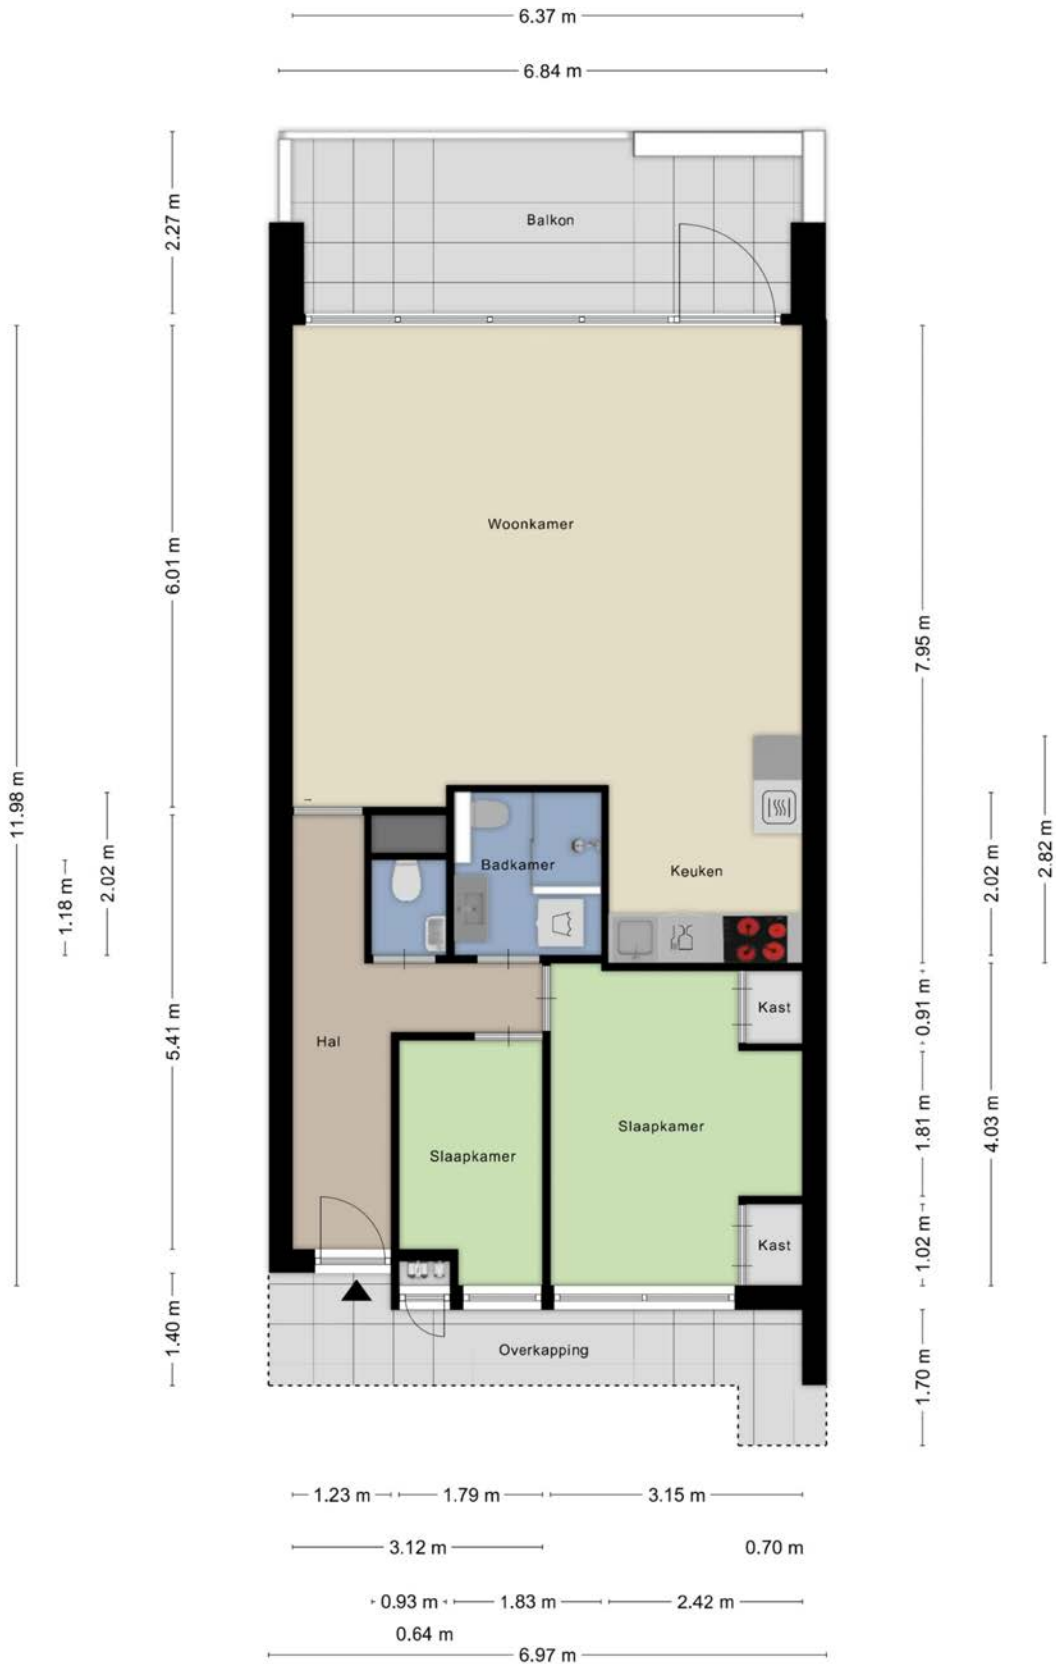 6.37 m
6.84 m
2.27 m
Balkon
6.01 m
Woonkamer
7.95 m
11.98 m
2.02 m
1.18 m
2.82 m
2.02 m
Badkamer
Keuken
5.41 m
Hal
Kast
0.91 m
Slaapkamer
Slaapkamer
1.81 m
4.03 m
Kast
1.02 m
1.40 m
Overkapping
1.70 m
1.23 m
1.79 m
3.15 m
3.12 m
0.70 m
0.93 m
1.83 m
2.42 m
0.64 m
6.97 m